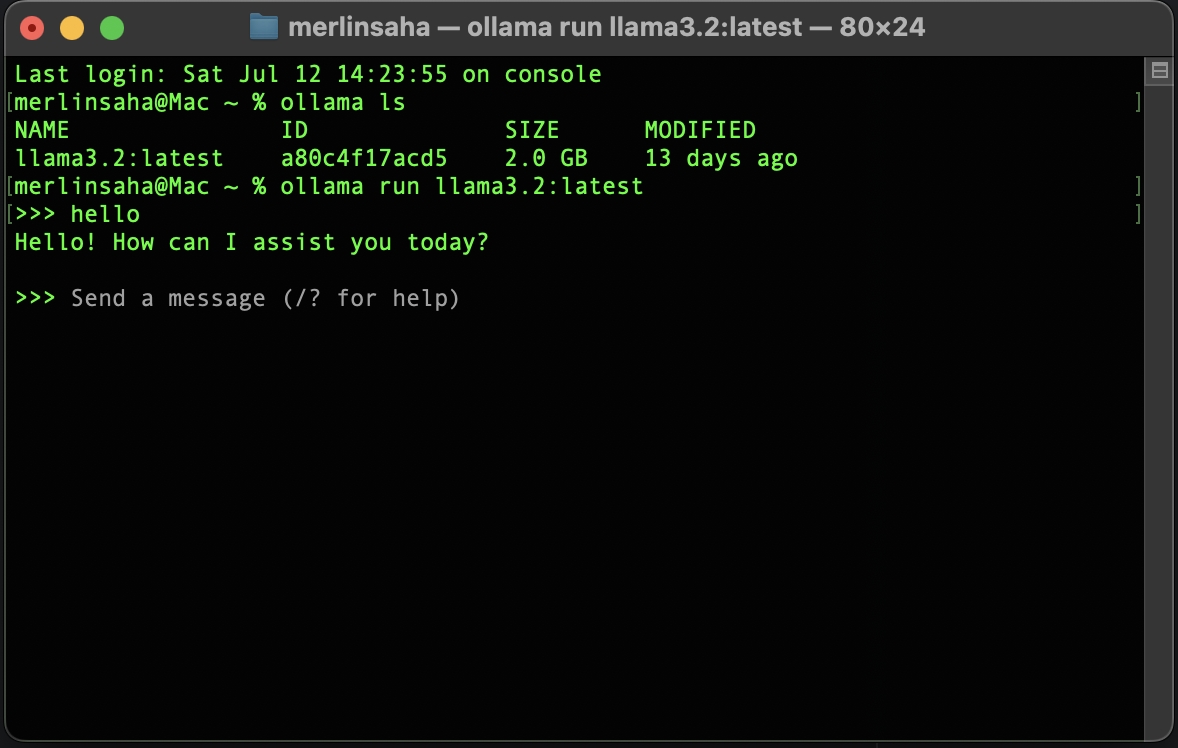 merlinsaha — ollama run llama3.2:latest — 80×24
Last login: Sat Jul 12 14:23:55 on console
[merlinsaha@Mac ~ % ollama ls ]
NAME ID SIZE MODIFIED
llama3.2:latest a80c4f17acd5 2.0 GB 13 days ago
[merlinsaha@Mac ~ % ollama run llama3.2:latest ]
[>>> hello ]
Hello! How can I assist you today?
>>> Send a message (/? for help)